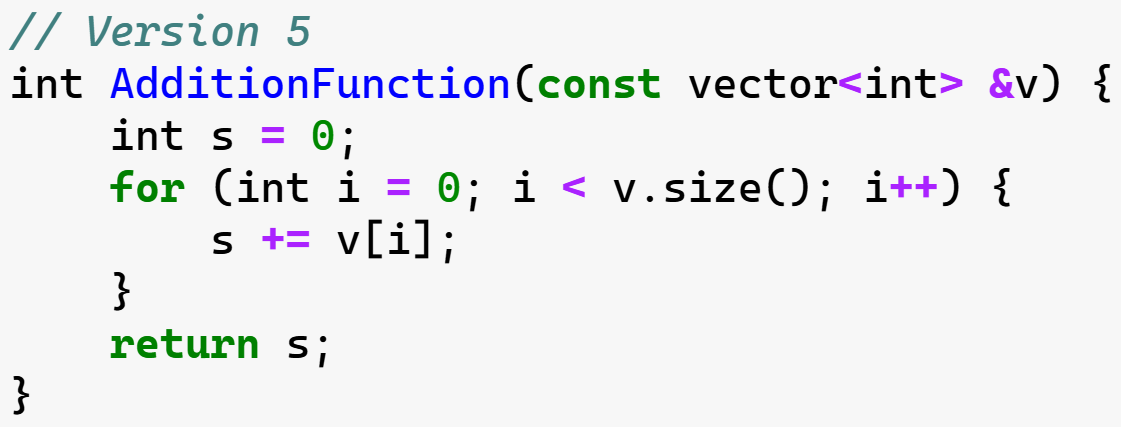 // Version 5
int AdditionFunction(const vector<int> &v) {
    int s = 0;
    for (int i = 0; i < v.size(); i++) {
        s += v[i];
    }
    return s;
}